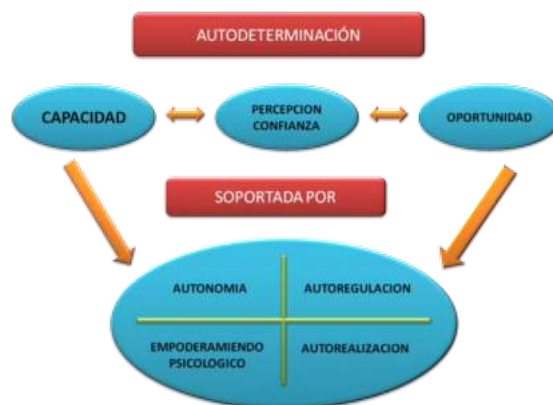 AUTODETERMINACIÓN
CAPACIDAD
PERCEPCION
CONFIANZA
OPORTUNIDAD
SOPORTADA POR
AUTONOMIA
AUTOREGULACION
EMPODERAMIENDO
PSICOLOGICO
AUTOREALIZACION